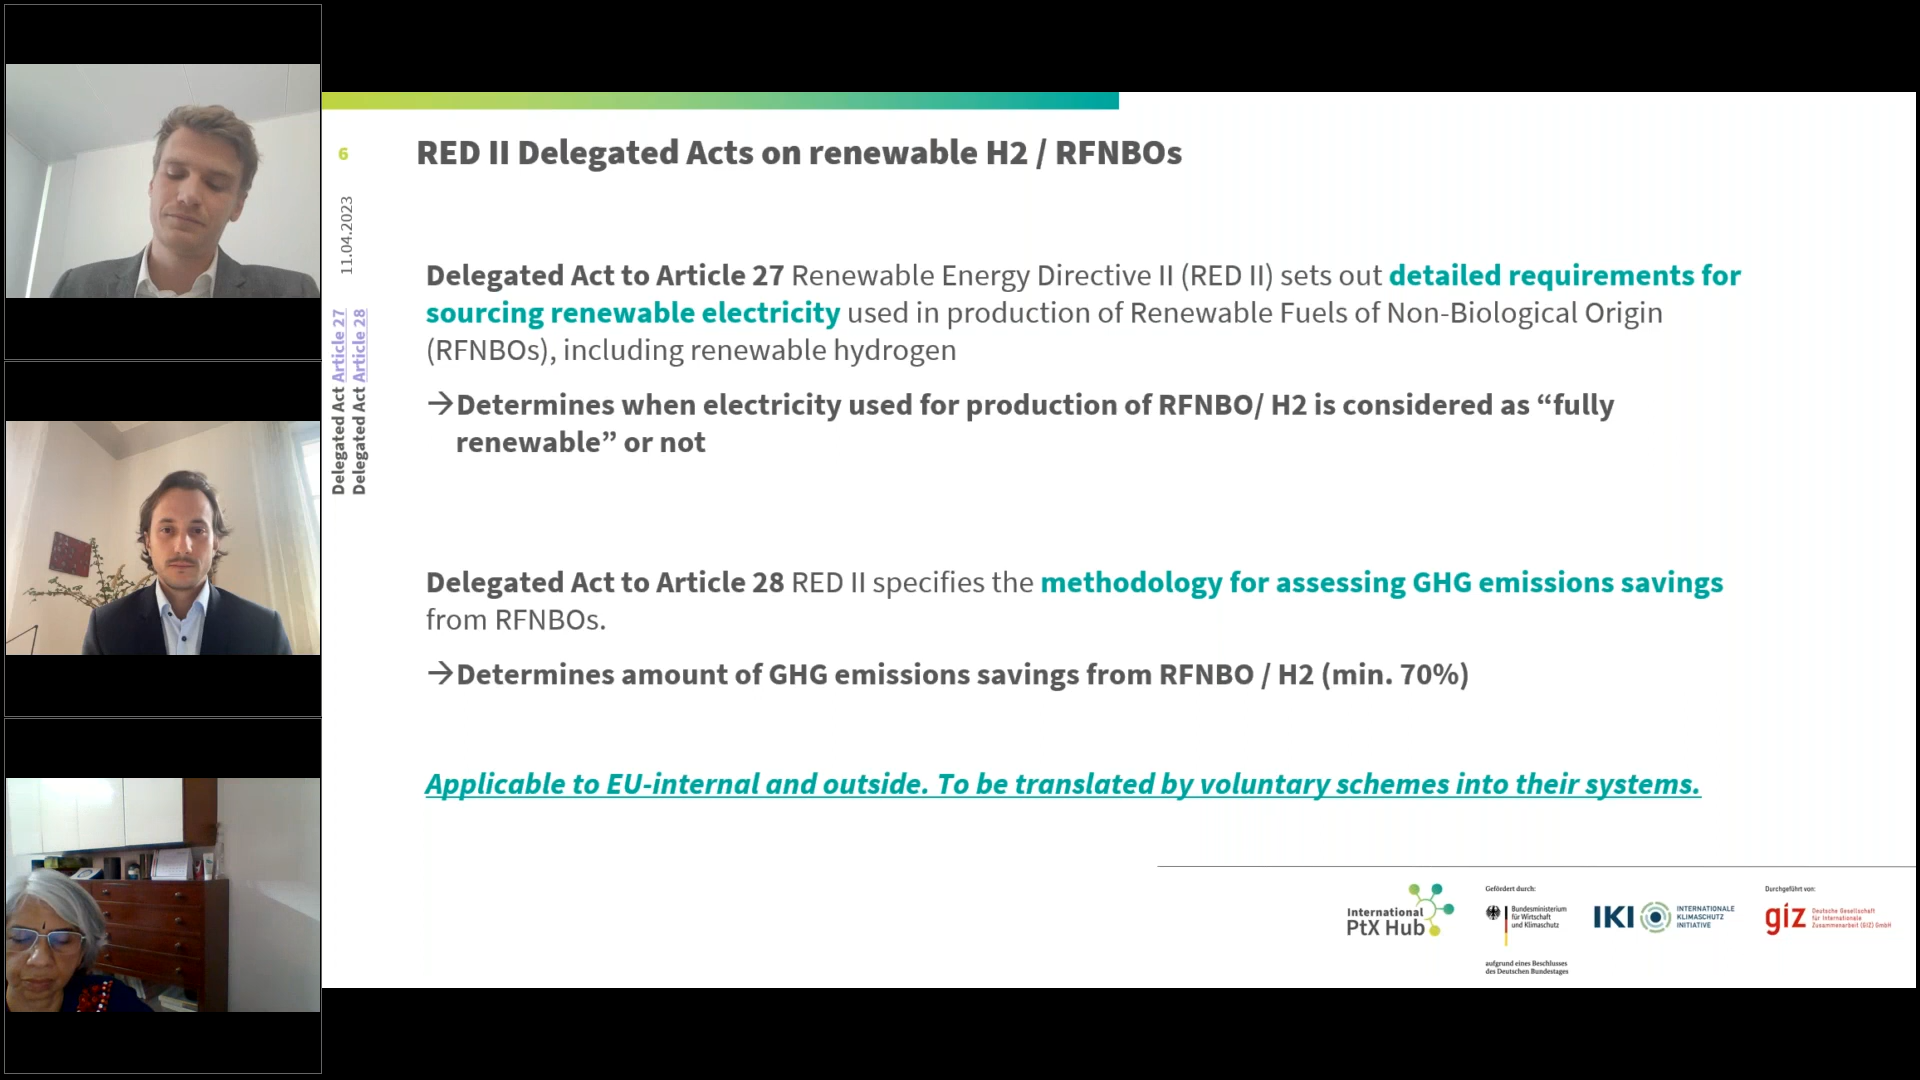 6
RED II Delegated Acts on renewable H2 / RFNBOs
11.04.2023
Delegated Act Article 27
Delegated Act Article 28
Delegated Act to Article 27 Renewable Energy Directive II (RED II) sets out detailed requirements for
sourcing renewable electricity used in production of Renewable Fuels of Non-Biological Origin
(RFNBOs), including renewable hydrogen
→Determines when electricity used for production of RFNBO/ H2 is considered as “fully
renewable” or not
Delegated Act to Article 28 RED II specifies the methodology for assessing GHG emissions savings
from RFNBOs.
→Determines amount of GHG emissions savings from RFNBO / H2 (min. 70%)
Applicable to EU-internal and outside. To be translated by voluntary schemes into their systems.
International
PtX Hub
Gefördert durch:
Bundesministerium
für Wirtschaft
und Klimaschutz
aufgrund eines Beschlusses
des Deutschen Bundestages
IKI
INTERNATIONALE
KLIMASCHUTZ
INITIATIVE
Durchgeführt von:
giz
Deutsche Gesellschaft
für Internationale
Zusammenarbeit (GIZ) GmbH